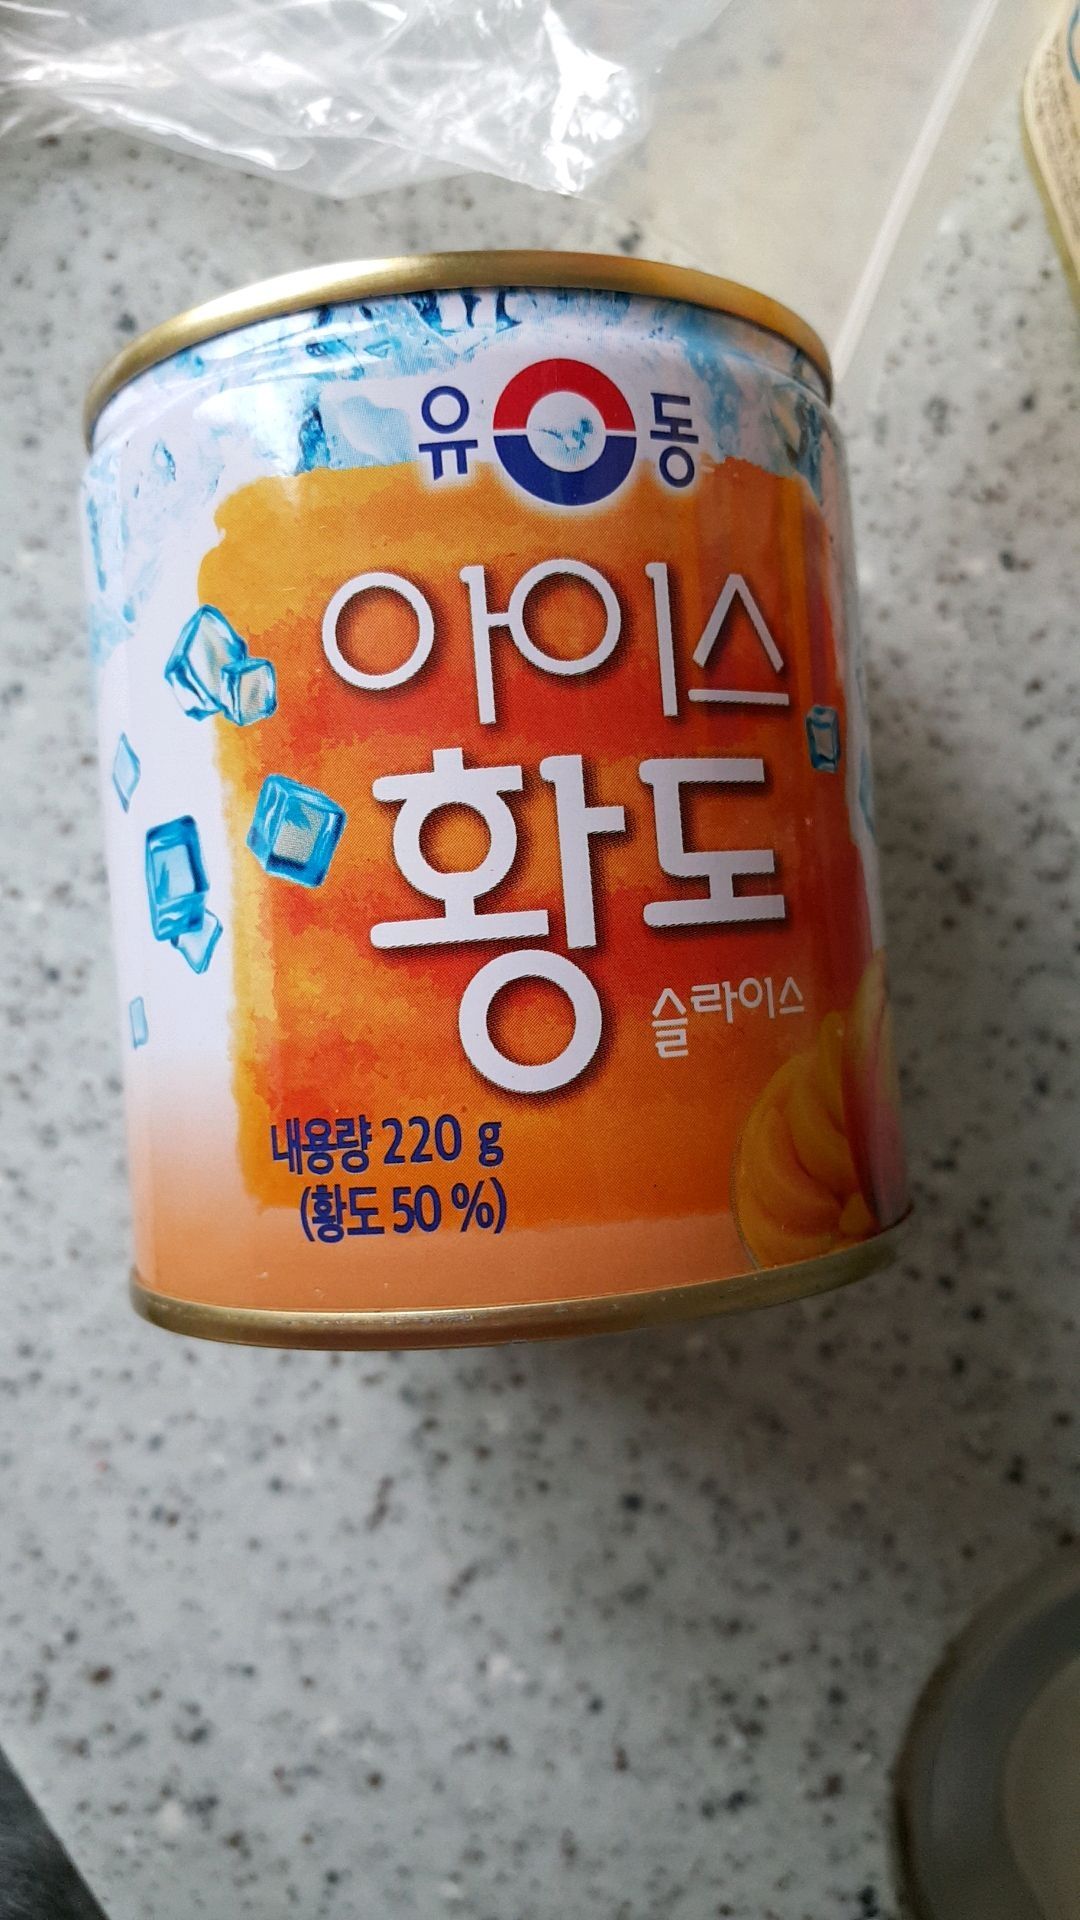 유동
아이스
황도
슬라이스
내용량 220 g
(황도 50 %)